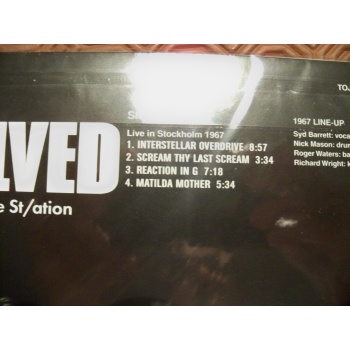 TOJ
LVED
e St/ation
Live in Stockholm 1967
1. INTERSTELLAR OVERDRIVE 8:57
2. SCREAM THY LAST SCREAM 3:34
3. REACTION IN G 7:18
4. MATILDA MOTHER 5:34
1967 LINE-UP
Syd Barrett: voca
Nick Mason: drum
Roger Waters: ba
Richard Wright: k